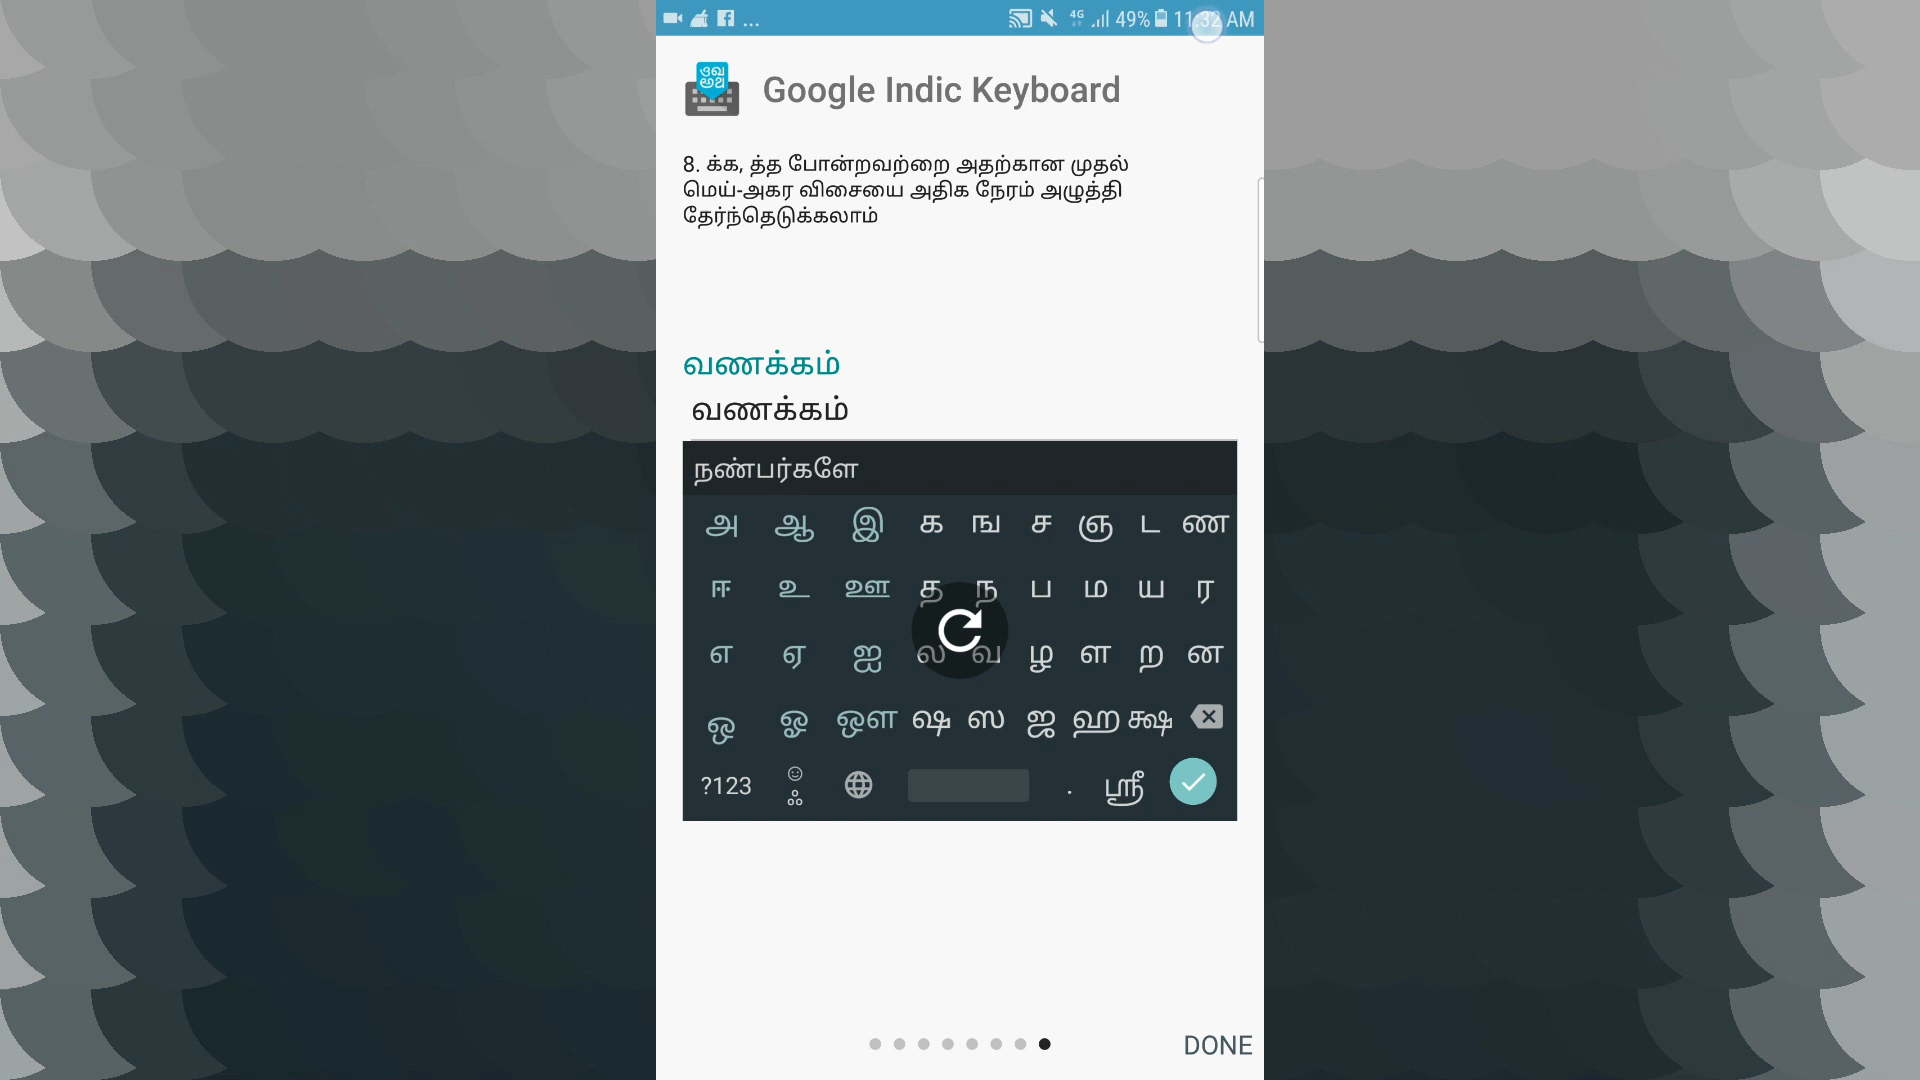 ... 4G 49% 11:32 AM
Google Indic Keyboard
8. க்க, த்த போன்றவற்றை அதற்கான முதல்
மெய்-அகர விசையை அதிக நேரம் அழுத்தி
தேர்ந்தெடுக்கலாம்
வணக்கம்
வணக்கம்
நண்பர்களே
அ ஆ இ க ங ச ஞ ட ண
ஈ உ ஊ த ந ப ம ய ர
எ ஏ ஐ ல வ ழ ள ற ன
ஒ ஓ ஔ ஷ ஸ ஜ ஹ க்ஷ
?123 . ஸ்ரீ
DONE